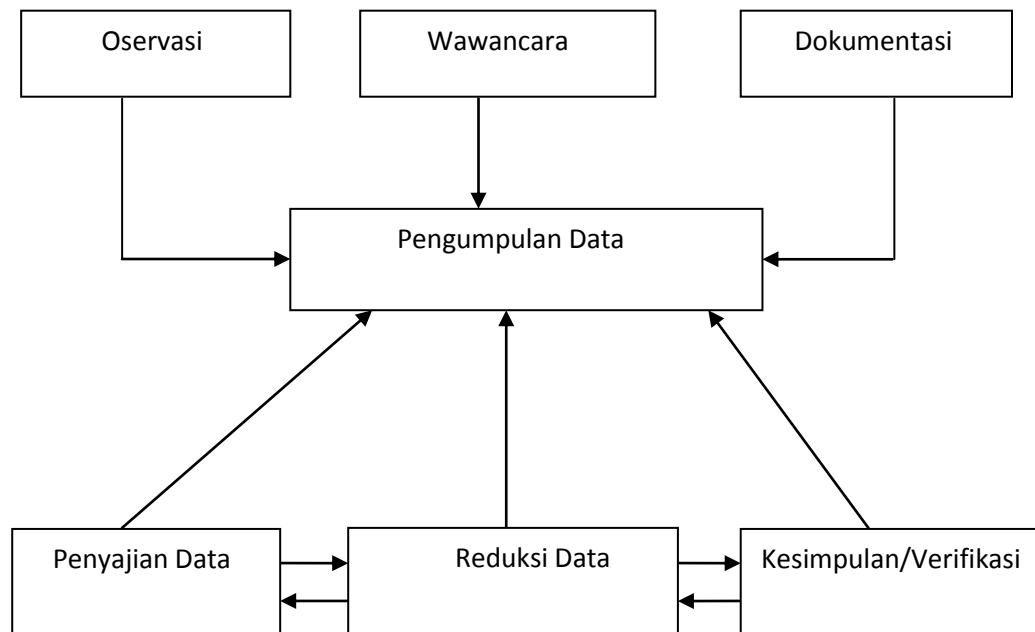 Oservasi
Wawancara
Dokumentasi
Pengumpulan Data
Penyajian Data
Reduksi Data
Kesimpulan/Verifikasi